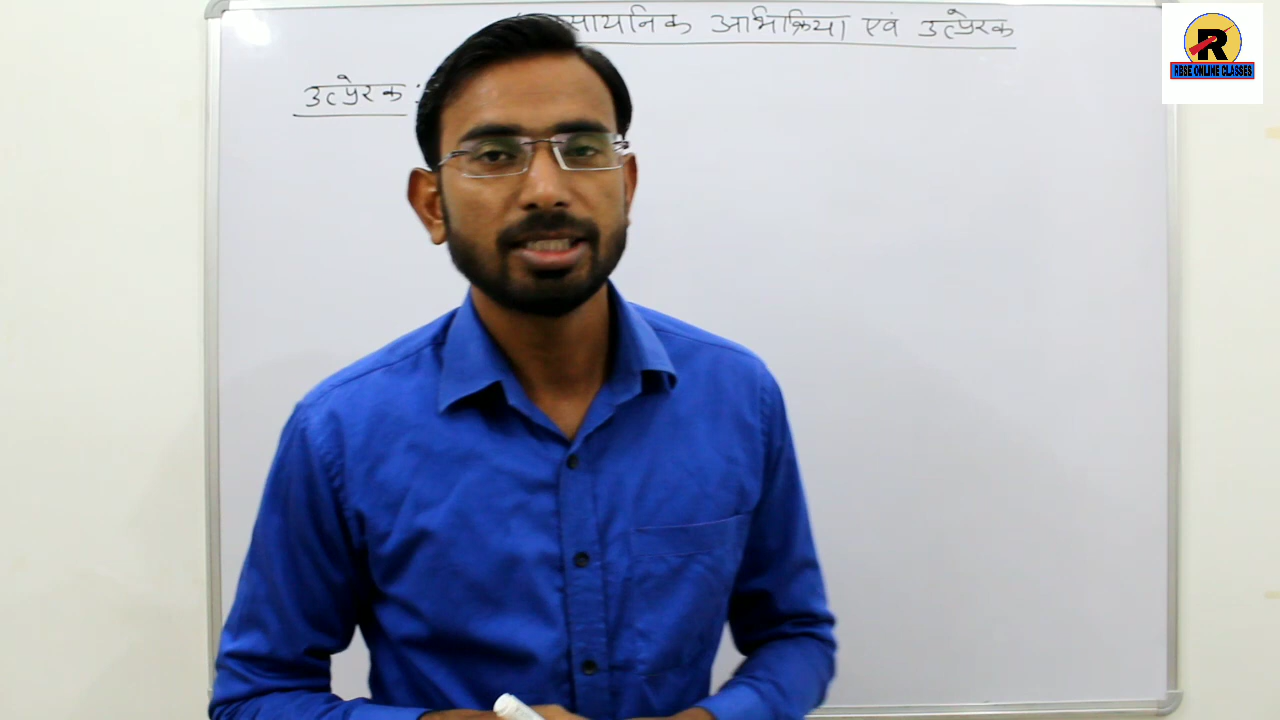 सायनिक अभिक्रिया एवं उत्प्रेरक
R
RBSE ONLINE CLASSES
उत्प्रेरक :